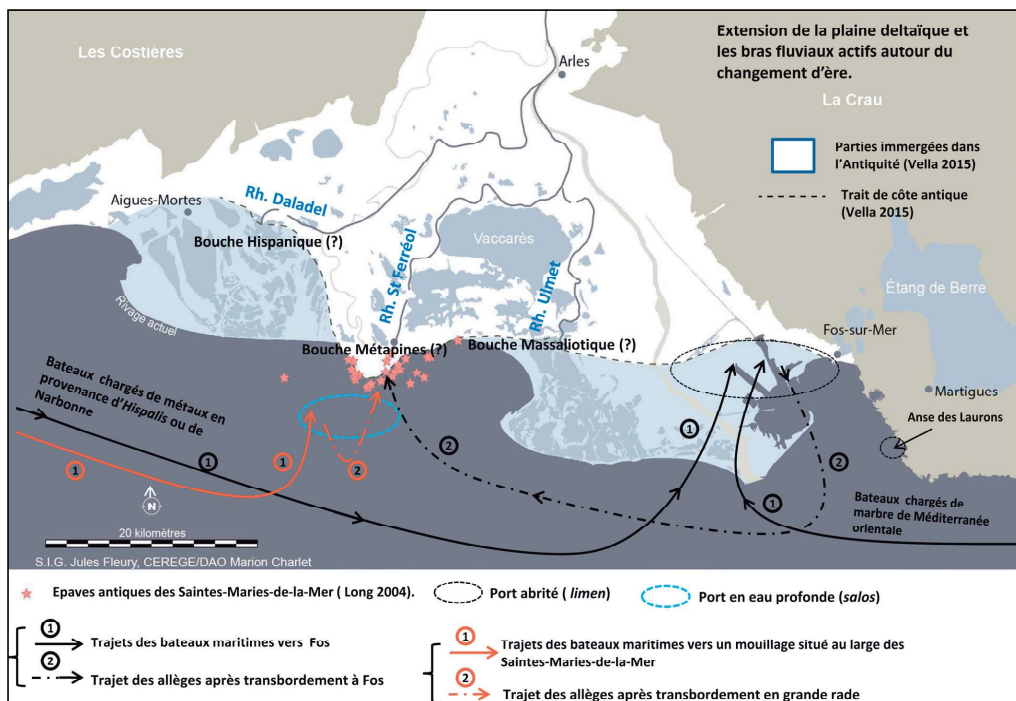 Les Costières
Extension de la plaine deltaïque et
les bras fluviaux actifs autour du
changement d'ère.
Arles
La Crau
Parties immergées dans
l'Antiquité (Vella 2015)
Trait de côte antique
(Vella 2015)
Aigues-Mortes
Rh. Daladel
Bouche Hispanique (?)
Rh. St Ferréol
Vaccarès
Rh. Ulmet
Étang de Berre
Rivage actuel
Fos-sur-Mer
Bouche Métapines (?)
Bouche Massaliotique (?)
Martigues
Anse des Laurons
Bateaux chargés de métaux en
provenance d'Hispalis ou de
Narbonne
1
1
1
2
2
1
2
1
Bateaux chargés de
marbre de Méditerranée
orientale
N
20 kilomètres
S.I.G. Jules Fleury, CEREGE/DAO Marion Charlet
Epaves antiques des Saintes-Maries-de-la-Mer ( Long 2004).
Port abrité ( limen)
Port en eau profonde (salos)
1
Trajets des bateaux maritimes vers Fos
2
Trajet des allèges après transbordement à Fos
1
Trajets des bateaux maritimes vers un mouillage situé au large des
Saintes-Maries-de-la-Mer
2
Trajet des allèges après transbordement en grande rade